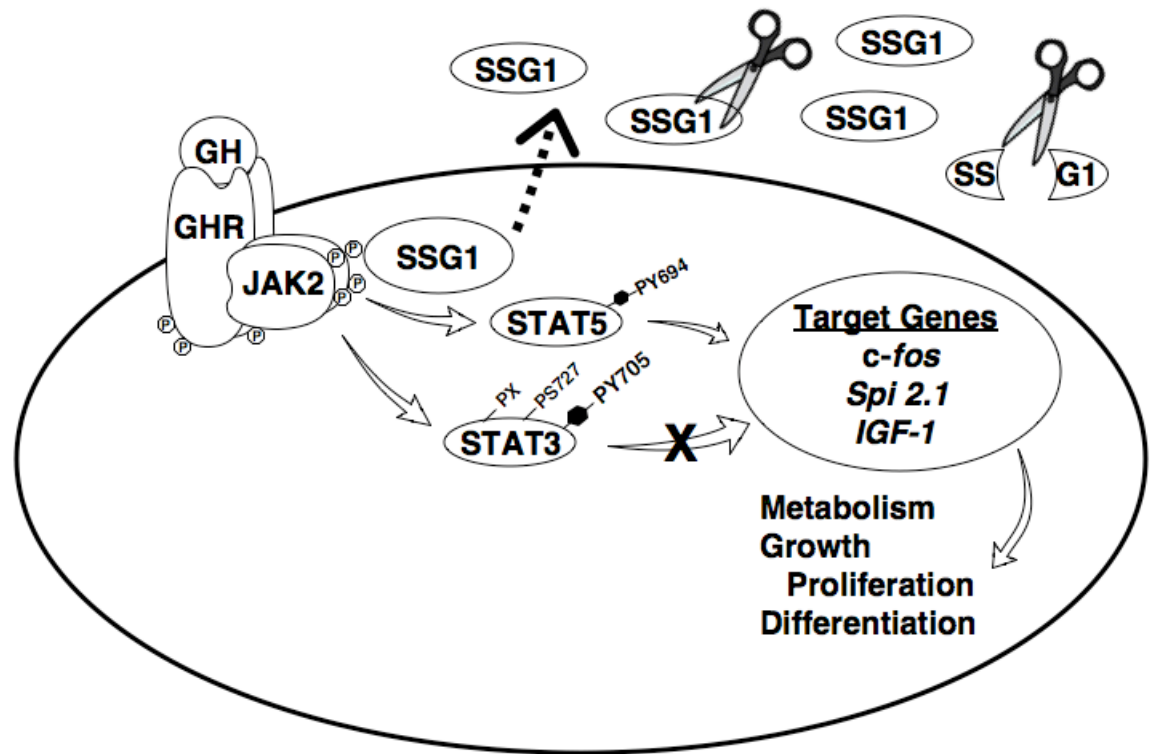 SSG1
SSG1
SSG1
SSG1
SS
G1
GH
GHR
JAK2
P
P
P
P
P
P
P
SSG1
STAT5
PY694
PX
PS727
PY705
STAT3
X
Target Genes
c-fos
Spi 2.1
IGF-1
Metabolism
Growth
Proliferation
Differentiation